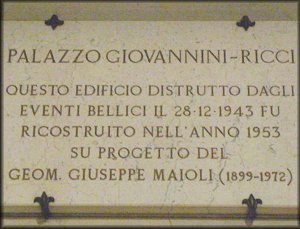 PALAZZO GIOVANNINI-RICCI
QUESTO EDIFICIO DISTRUTTO DAGLI
EVENTI BELLICI IL 28·12·1943 FU
RICOSTRUITO NELL'ANNO 1953
SU PROGETTO DEL
GEOM. GIUSEPPE MAIOLI (1899-1972)